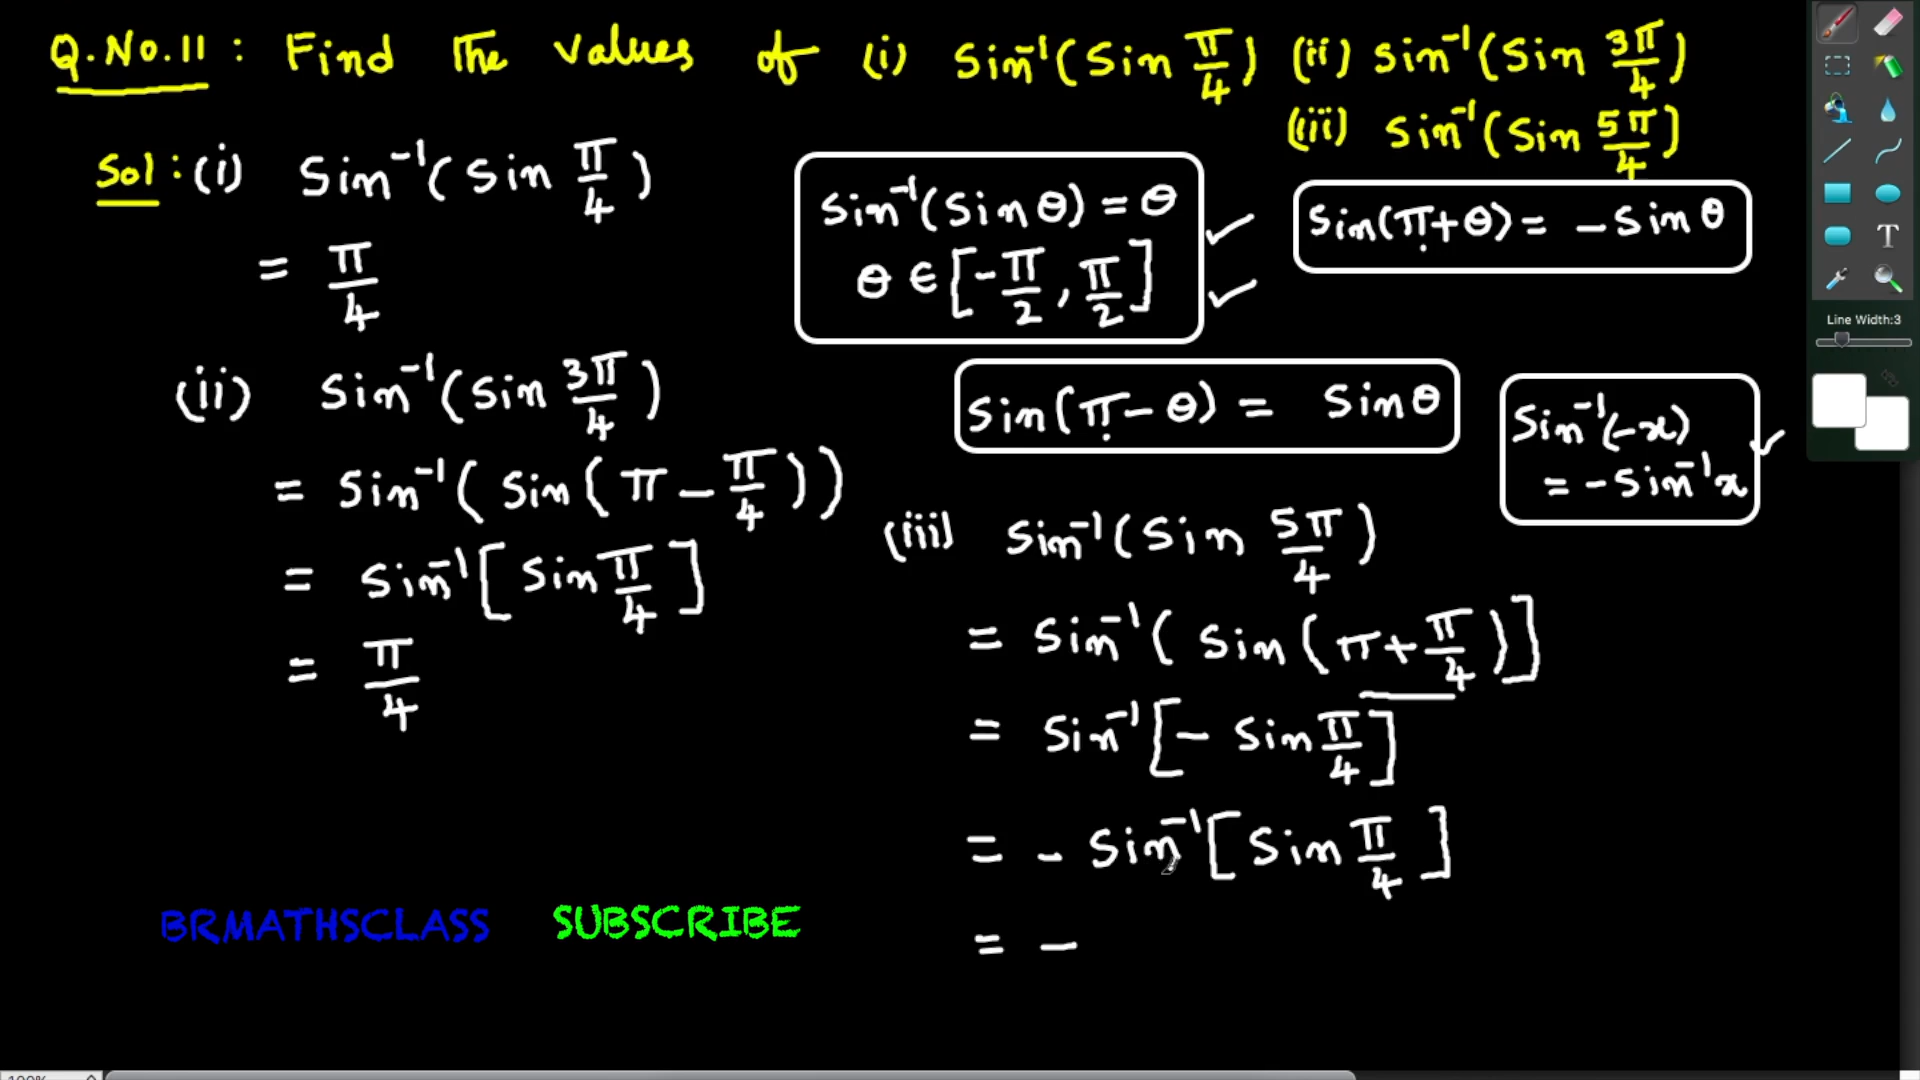 Q.No.11 : Find the values of (i) Sin⁻¹(Sin π/4) (ii) Sin⁻¹(Sin 3π/4)
(iii) Sin⁻¹(Sin 5π/4)
Sol : (i) Sin⁻¹(Sin π/4)
= π/4
Sin⁻¹(Sin θ) = θ
θ ∈ [-π/2, π/2]
Sin(π+θ) = -Sin θ
(ii) Sin⁻¹(Sin 3π/4)
= Sin⁻¹(Sin(π - π/4))
= Sin⁻¹[Sin π/4]
= π/4
Sin(π-θ) = Sin θ
Sin⁻¹(-x)
= -Sin⁻¹x
(iii) Sin⁻¹(Sin 5π/4)
= Sin⁻¹(Sin(π+π/4)]
= Sin⁻¹[- Sin π/4]
= - Sin⁻¹[Sin π/4]
= -
BRMATHSCLASS SUBSCRIBE
T
Line Width:3
100%